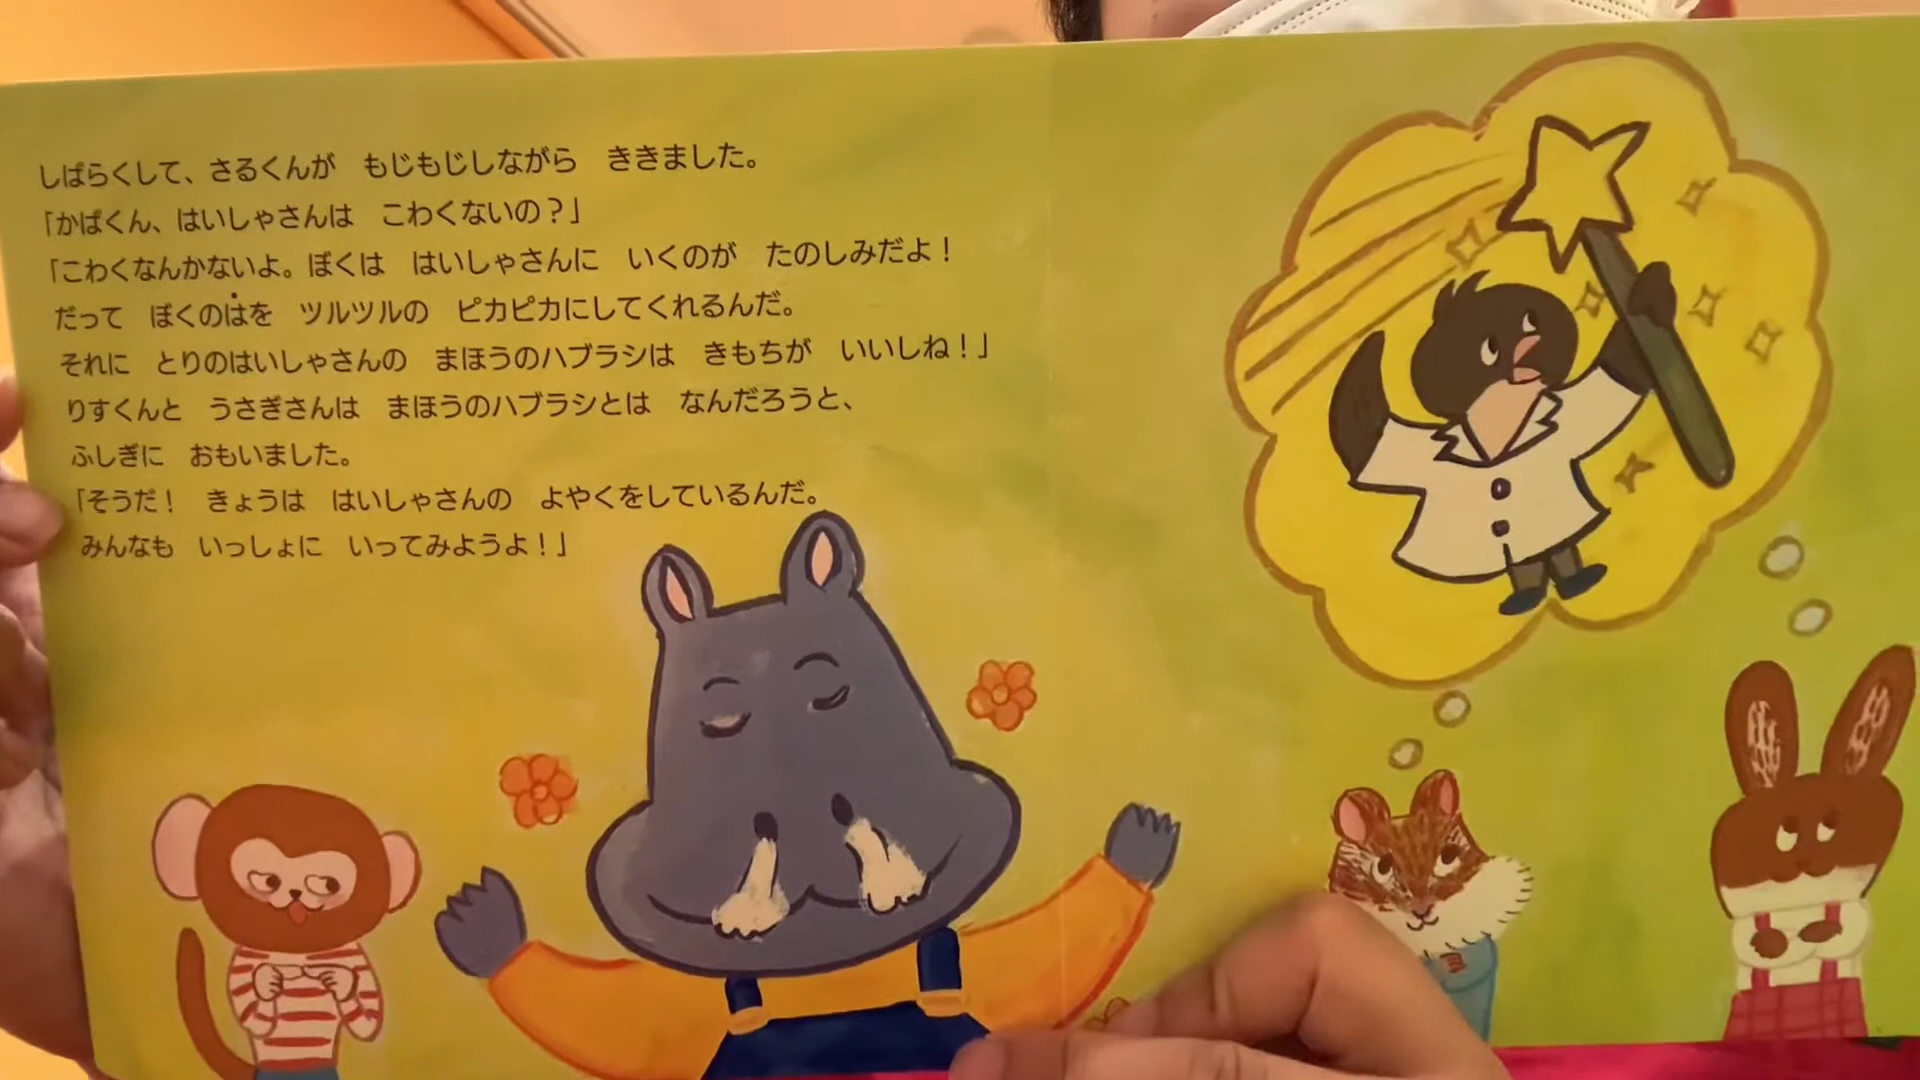 しばらくして、さるくんが　もじもじしながら　ききました。
「かばくん、はいしゃさんは　こわくないの？」
「こわくなんかないよ。ぼくは　はいしゃさんに　いくのが　たのしみだよ！
だって　ぼくのはを　ツルツルの　ピカピカにしてくれるんだ。
それに　とりのはいしゃさんの　まほうのハブラシは　きもちが　いいしね！」
りすくんと　うさぎさんは　まほうのハブラシとは　なんだろうと、
ふしぎに　おもいました。
「そうだ！　きょうは　はいしゃさんの　よやくをしているんだ。
みんなも　いっしょに　いってみようよ！」